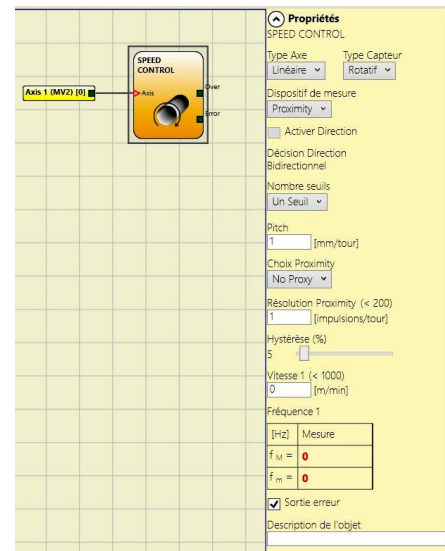 SPEED
CONTROL
Axis 1 (MV2) [0]
Axis
Over
Error
Propriétés
SPEED CONTROL
Type Axe Type Capteur
Linéaire Rotatif
Dispositif de mesure
Proximity
Activer Direction
Décision Direction
Bidirectionnel
Nombre seuils
Un Seuil
Pitch
1 [mm/tour]
Choix Proximity
No Proxy
Résolution Proximity (< 200)
1 [impulsions/tour]
Hystérèse (%)
5
Vitesse 1 (< 1000)
0 [m/min]
Fréquence 1
[Hz] Mesure
f M = 0
f m = 0
Sortie erreur
Description de l'objet